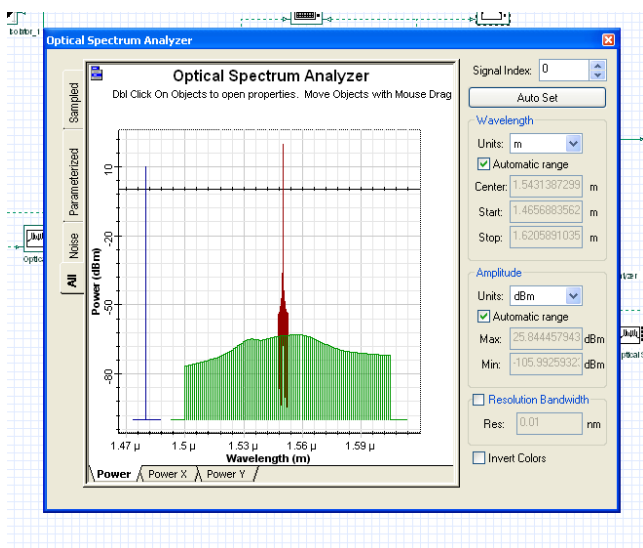 Optical Spectrum Analyzer
Optical Spectrum Analyzer
Dbl Click On Objects to open properties. Move Objects with Mouse Drag
Sampled
Parameterized
Noise
All
Power (dBm)
10
-20
-50
-80
1.47 µ
1.5 µ
1.53 µ
1.56 µ
1.59 µ
Wavelength (m)
Power
Power X
Power Y
Signal Index: 0
Auto Set
Wavelength
Units: m
Automatic range
Center: 1.5431387299 m
Start: 1.4656883562 m
Stop: 1.6205891035 m
Amplitude
Units: dBm
Automatic range
Max: 25.844457943 dBm
Min: -105.9925932 dBm
Resolution Bandwidth
Res: 0.01 nm
Invert Colors